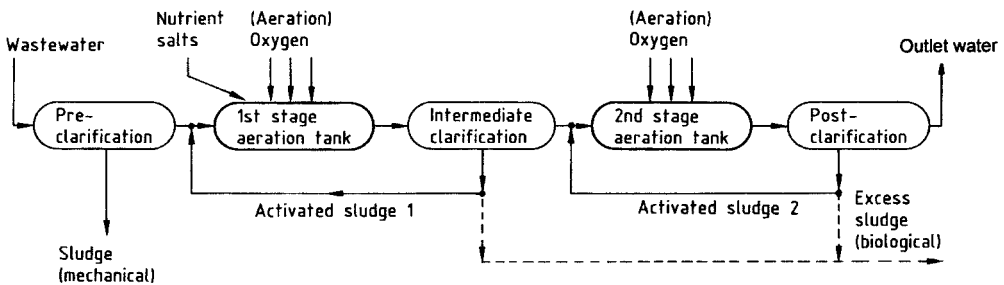 Wastewater
Nutrient
salts
(Aeration)
Oxygen
(Aeration)
Oxygen
Outlet water
Pre-
clarification
1st stage
aeration tank
Intermediate
clarification
2nd stage
aeration tank
Post-
clarification
Activated sludge 1
Activated sludge 2
Excess
sludge
(biological)
Sludge
(mechanical)